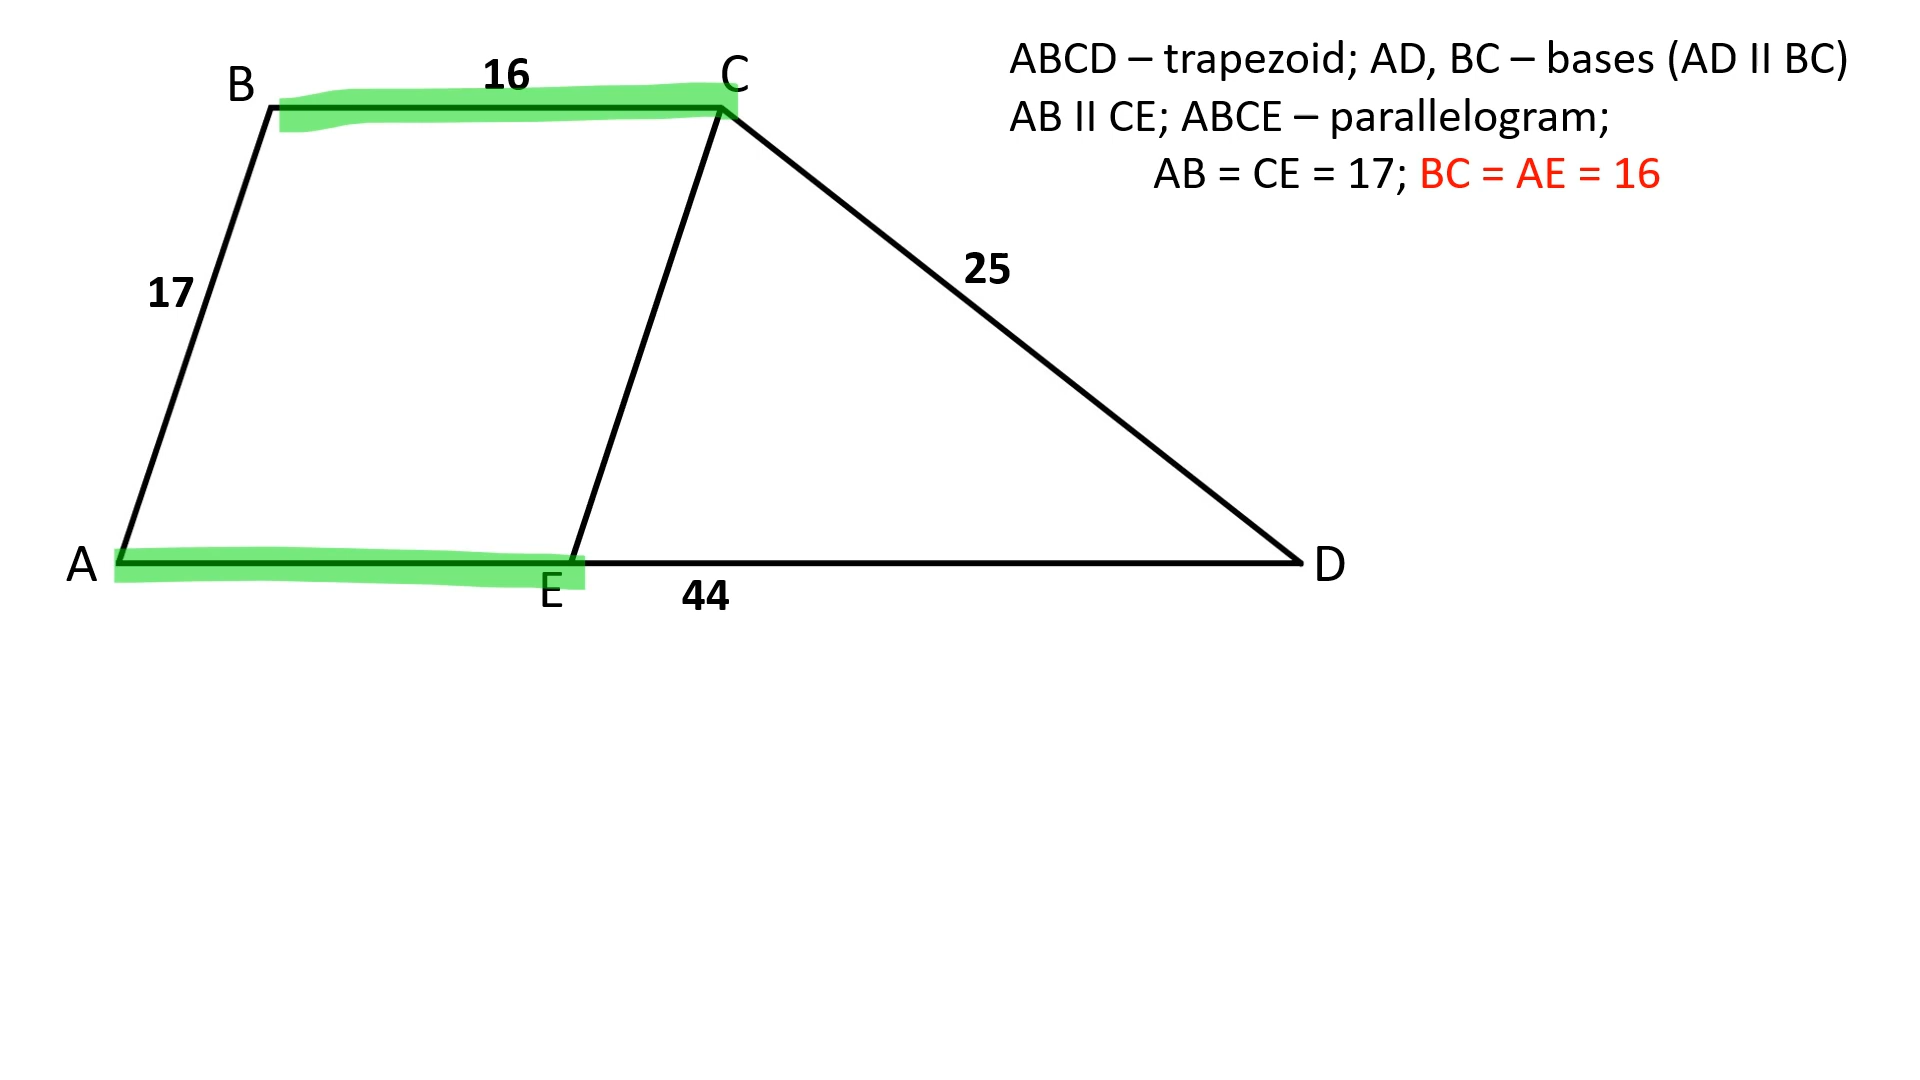 B
16
C
ABCD – trapezoid; AD, BC – bases (AD II BC)
AB II CE; ABCE – parallelogram;
AB = CE = 17; BC = AE = 16
17
25
A
E
44
D